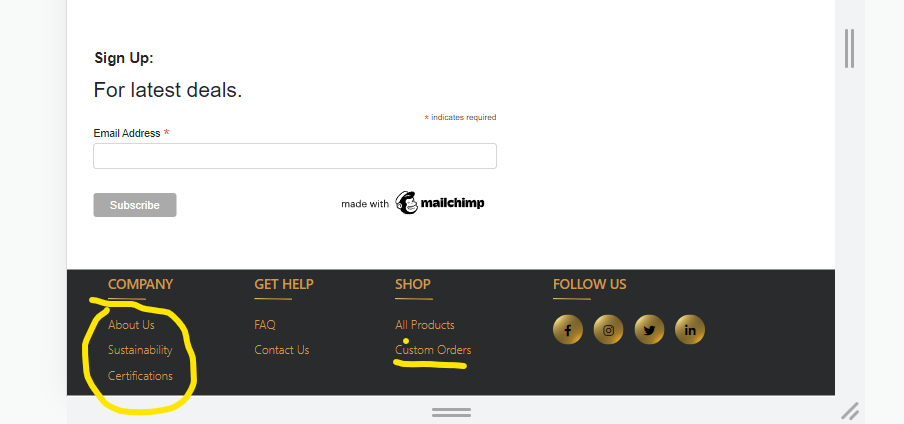 Sign Up:
For latest deals.
* indicates required
Email Address *
Subscribe
made with mailchimp
COMPANY
About Us
Sustainability
Certifications
GET HELP
FAQ
Contact Us
SHOP
All Products
Custom Orders
FOLLOW US